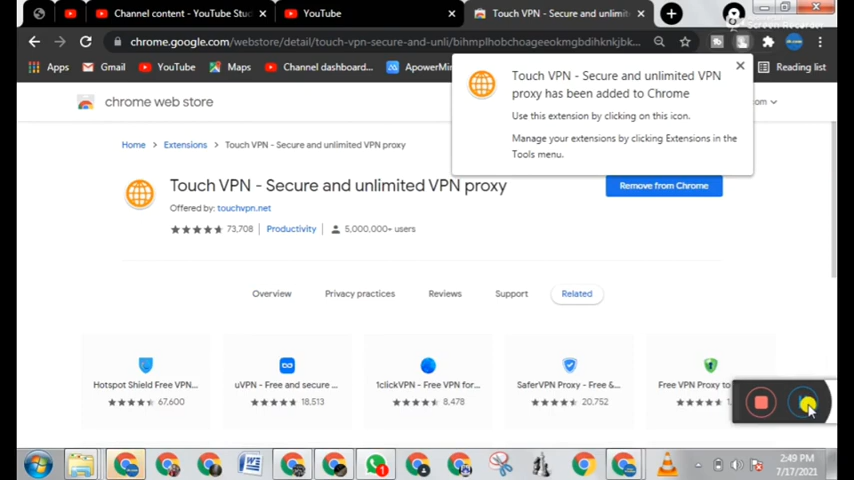 Channel content - YouTube Stud
YouTube
Touch VPN - Secure and unlimit
chrome.google.com/webstore/detail/touch-vpn-secure-and-unli/bihmplhobchoageeokmgbdihknkjbk...
Apps
Gmail
YouTube
Maps
Channel dashboard...
ApowerMi
Reading list
chrome web store
om
Touch VPN - Secure and unlimited VPN
proxy has been added to Chrome
Use this extension by clicking on this icon.
Manage your extensions by clicking Extensions in the
Tools menu.
Home > Extensions > Touch VPN - Secure and unlimited VPN proxy
Touch VPN - Secure and unlimited VPN proxy
Remove from Chrome
Offered by: touchvpn.net
73,708
Productivity
5,000,000+ users
Overview
Privacy practices
Reviews
Support
Related
Hotspot Shield Free VPN...
67,600
uVPN - Free and secure ...
18,513
1clickVPN - Free VPN for...
8,478
SaferVPN Proxy - Free &...
20,752
Free VPN Proxy to
1
2:49 PM
7/17/2021